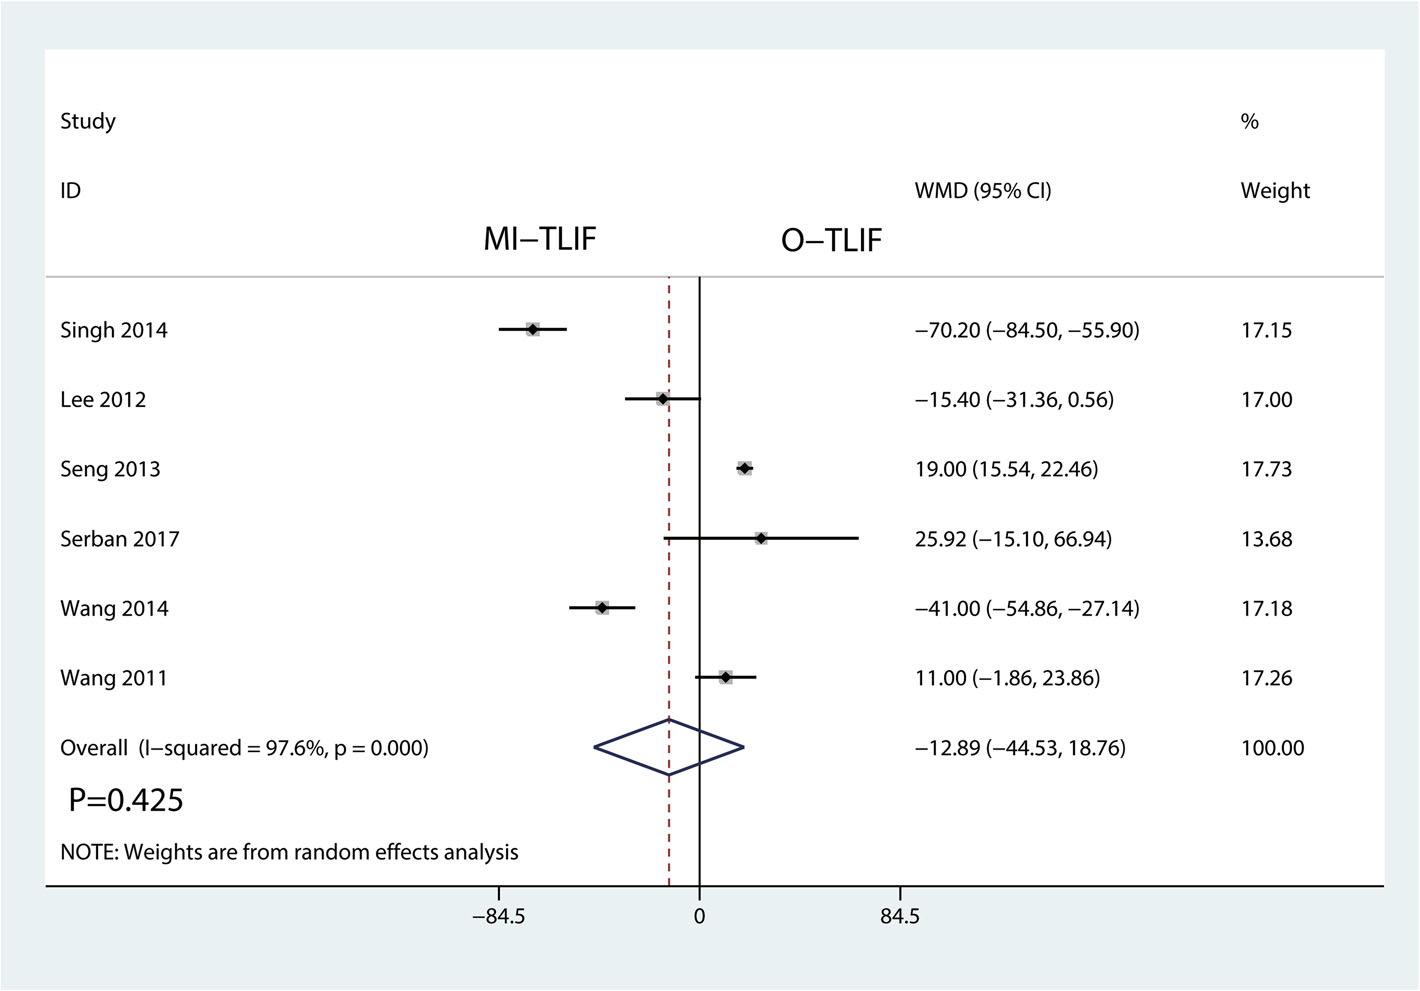 Study %
ID WMD (95% CI) Weight
MI−TLIF O−TLIF
Singh 2014 −70.20 (−84.50, −55.90) 17.15
Lee 2012 −15.40 (−31.36, 0.56) 17.00
Seng 2013 19.00 (15.54, 22.46) 17.73
Serban 2017 25.92 (−15.10, 66.94) 13.68
Wang 2014 −41.00 (−54.86, −27.14) 17.18
Wang 2011 11.00 (−1.86, 23.86) 17.26
Overall (I−squared = 97.6%, p = 0.000) −12.89 (−44.53, 18.76) 100.00
P=0.425
NOTE: Weights are from random effects analysis
−84.5 0 84.5